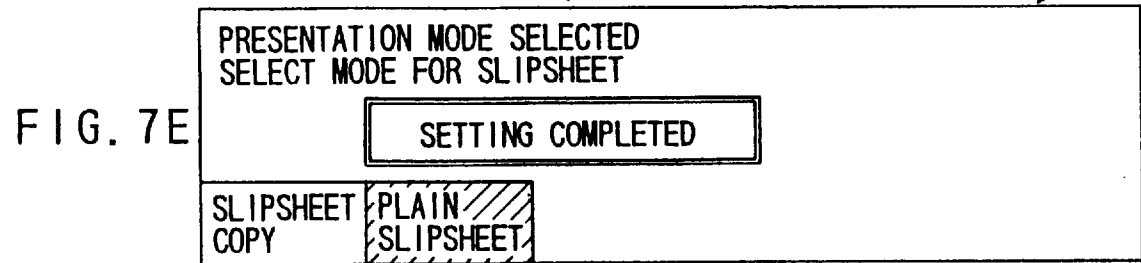 PRESENTATION MODE SELECTED
SELECT MODE FOR SLIPSHEET
FIG. 7E
SETTING COMPLETED
SLIPSHEET
COPY
PLAIN
SLIPSHEET